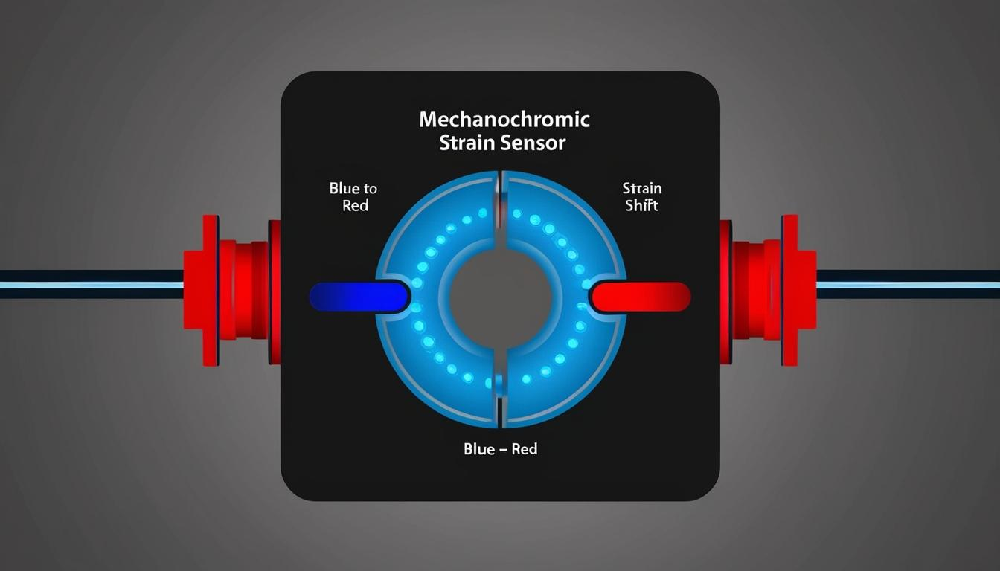 Mechanochromic
Strain Sensor
Blue to
Red
Strain
Shift
Blue – Red